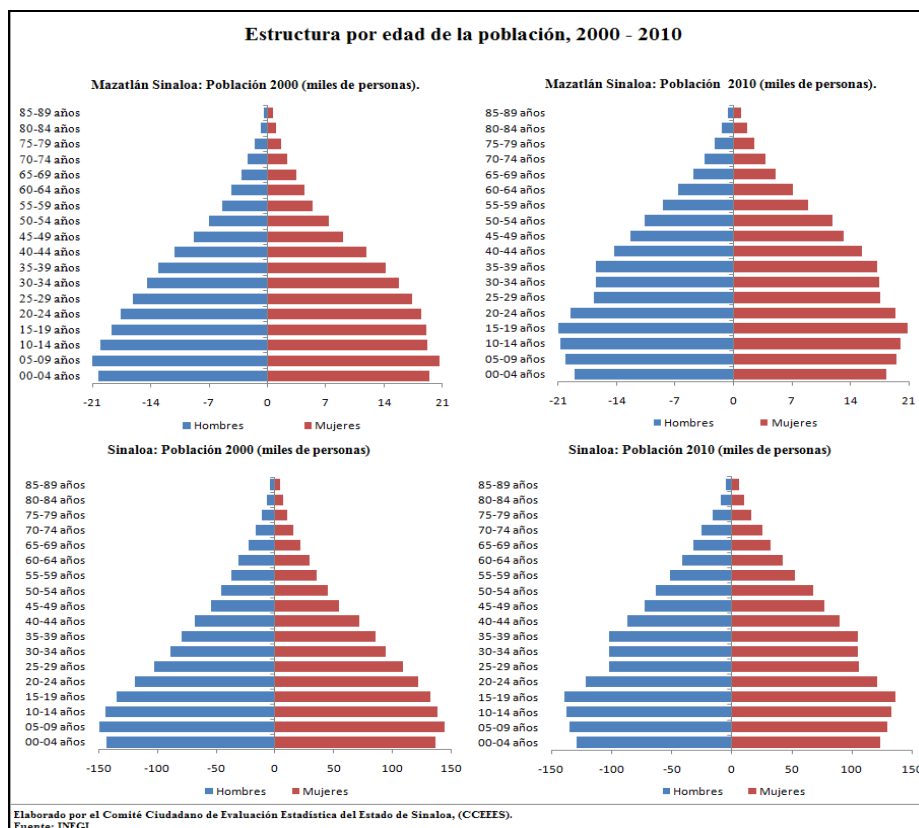 Estructura por edad de la población, 2000 - 2010
Mazatlán Sinaloa: Población 2000 (miles de personas).
85-89 años
80-84 años
75-79 años
70-74 años
65-69 años
60-64 años
55-59 años
50-54 años
45-49 años
40-44 años
35-39 años
30-34 años
25-29 años
20-24 años
15-19 años
10-14 años
05-09 años
00-04 años
-21 -14 -7 0 7 14 21
Hombres Mujeres
Mazatlán Sinaloa: Población 2010 (miles de personas).
85-89 años
80-84 años
75-79 años
70-74 años
65-69 años
60-64 años
55-59 años
50-54 años
45-49 años
40-44 años
35-39 años
30-34 años
25-29 años
20-24 años
15-19 años
10-14 años
05-09 años
00-04 años
-21 -14 -7 0 7 14 21
Hombres Mujeres
Sinaloa: Población 2000 (miles de personas)
85-89 años
80-84 años
75-79 años
70-74 años
65-69 años
60-64 años
55-59 años
50-54 años
45-49 años
40-44 años
35-39 años
30-34 años
25-29 años
20-24 años
15-19 años
10-14 años
05-09 años
00-04 años
-150 -100 -50 0 50 100 150
Hombres Mujeres
Sinaloa: Población 2010 (miles de personas)
85-89 años
80-84 años
75-79 años
70-74 años
65-69 años
60-64 años
55-59 años
50-54 años
45-49 años
40-44 años
35-39 años
30-34 años
25-29 años
20-24 años
15-19 años
10-14 años
05-09 años
00-04 años
-150 -100 -50 0 50 100 150
Hombres Mujeres
Elaborado por el Comité Ciudadano de Evaluación Estadística del Estado de Sinaloa, (CCEEES).
Fuente: INEGI